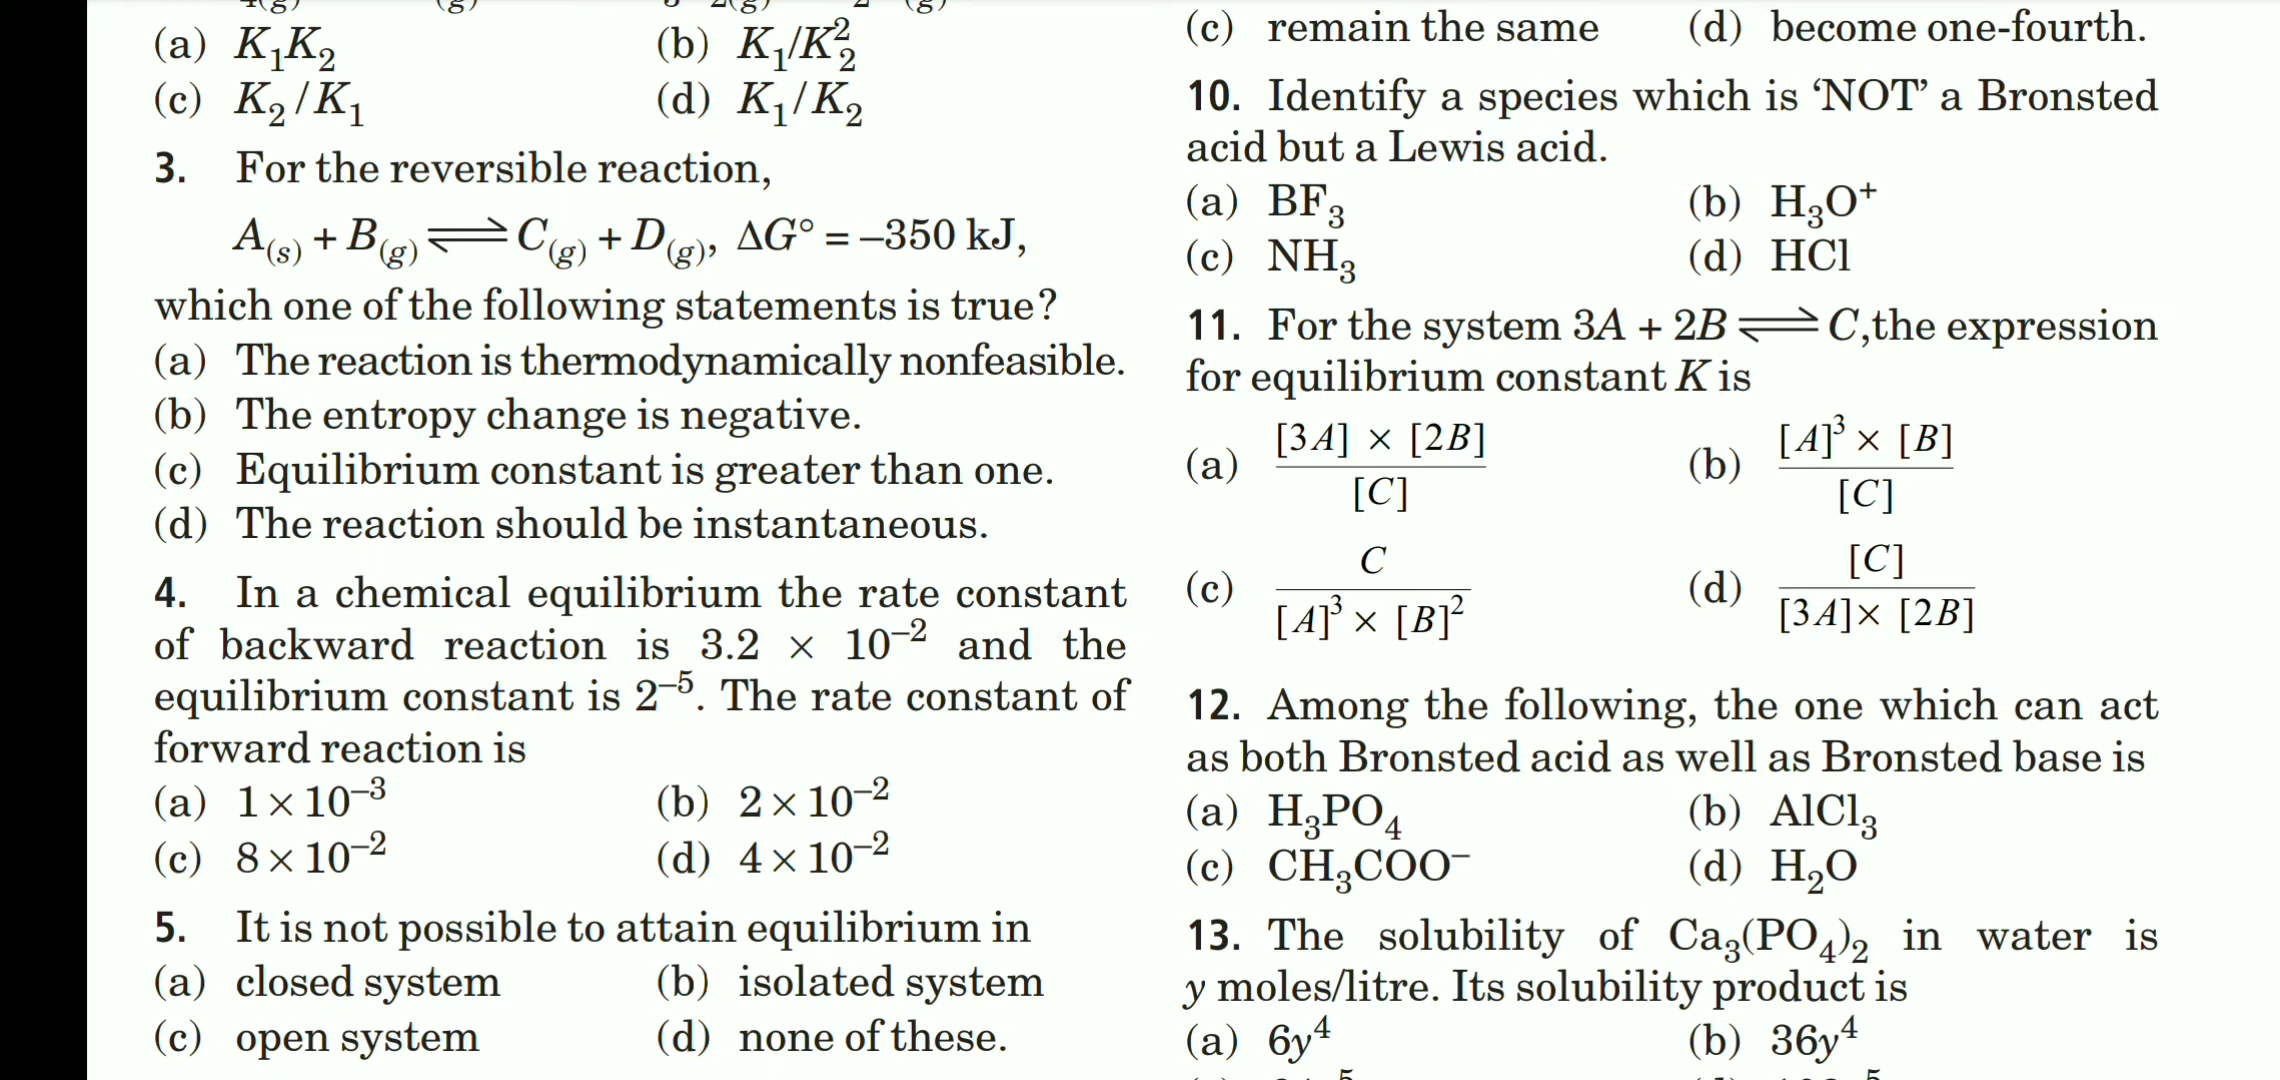 (a) K₁K₂ (b) K₁/K₂²
(c) K₂/K₁ (d) K₁/K₂
3. For the reversible reaction,
A(s) + B(g) ⇌ C(g) + D(g), ΔG° = –350 kJ,
which one of the following statements is true?
(a) The reaction is thermodynamically nonfeasible.
(b) The entropy change is negative.
(c) Equilibrium constant is greater than one.
(d) The reaction should be instantaneous.
4. In a chemical equilibrium the rate constant
of backward reaction is 3.2 × 10⁻² and the
equilibrium constant is 2⁻⁵. The rate constant of
forward reaction is
(a) 1 × 10⁻³ (b) 2 × 10⁻²
(c) 8 × 10⁻² (d) 4 × 10⁻²
5. It is not possible to attain equilibrium in
(a) closed system (b) isolated system
(c) open system (d) none of these.
(c) remain the same (d) become one-fourth.
10. Identify a species which is ‘NOT’ a Bronsted
acid but a Lewis acid.
(a) BF₃ (b) H₃O⁺
(c) NH₃ (d) HCl
11. For the system 3A + 2B ⇌ C,the expression
for equilibrium constant K is
(a) [3A] × [2B] / [C] (b) [A]³ × [B] / [C]
(c) C / [A]³ × [B]² (d) [C] / [3A]× [2B]
12. Among the following, the one which can act
as both Bronsted acid as well as Bronsted base is
(a) H₃PO₄ (b) AlCl₃
(c) CH₃COO⁻ (d) H₂O
13. The solubility of Ca₃(PO₄)₂ in water is
y moles/litre. Its solubility product is
(a) 6y⁴ (b) 36y⁴